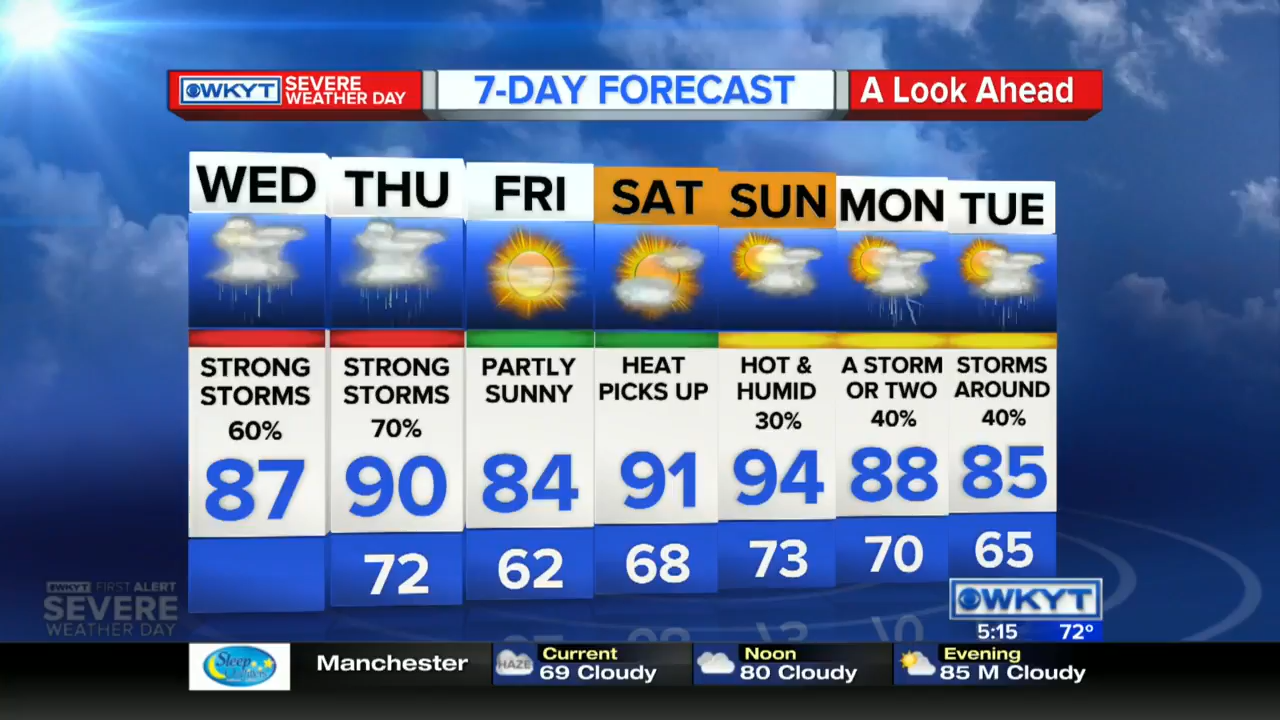 WKYT SEVERE WEATHER DAY
7-DAY FORECAST
A Look Ahead
WED THU FRI SAT SUN MON TUE
STRONG STORMS 60%
87
STRONG STORMS 70%
90
72
PARTLY SUNNY
84
62
HEAT PICKS UP
91
68
HOT & HUMID 30%
94
73
A STORM OR TWO 40%
88
70
STORMS AROUND 40%
85
65
WKYT FIRST ALERT
SEVERE
WEATHER DAY
WKYT
5:15 72°
Sleep
Manchester
HAZE
Current
69 Cloudy
Noon
80 Cloudy
Evening
85 M Cloudy